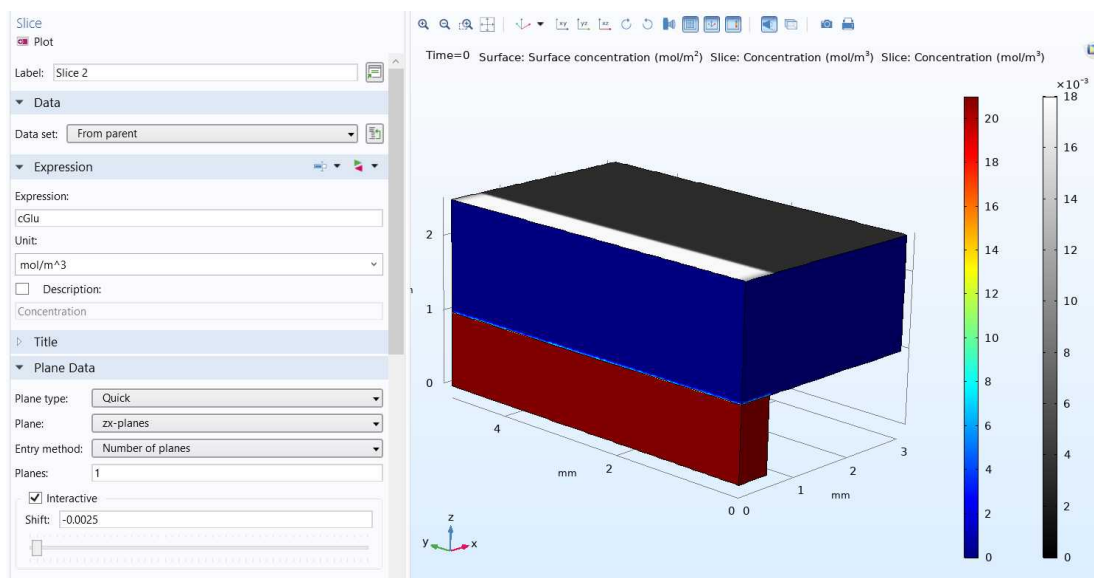 Slice
Plot
Label: Slice 2
Data
Data set: From parent
Expression
Expression:
cGlu
Unit:
mol/m^3
Description:
Concentration
Title
Plane Data
Plane type: Quick
Plane: zx-planes
Entry method: Number of planes
Planes: 1
Interactive
Shift: -0.0025
xy yz xz
Time=0 Surface: Surface concentration (mol/m²) Slice: Concentration (mol/m³) Slice: Concentration (mol/m³)
×10⁻³
18
20
18
16
16
14
14
12
12
10
10
8
8
6
6
4
4
2
2
0
0
2
1
0
4
2
0
mm
0
1
2
3
mm
z
y
x